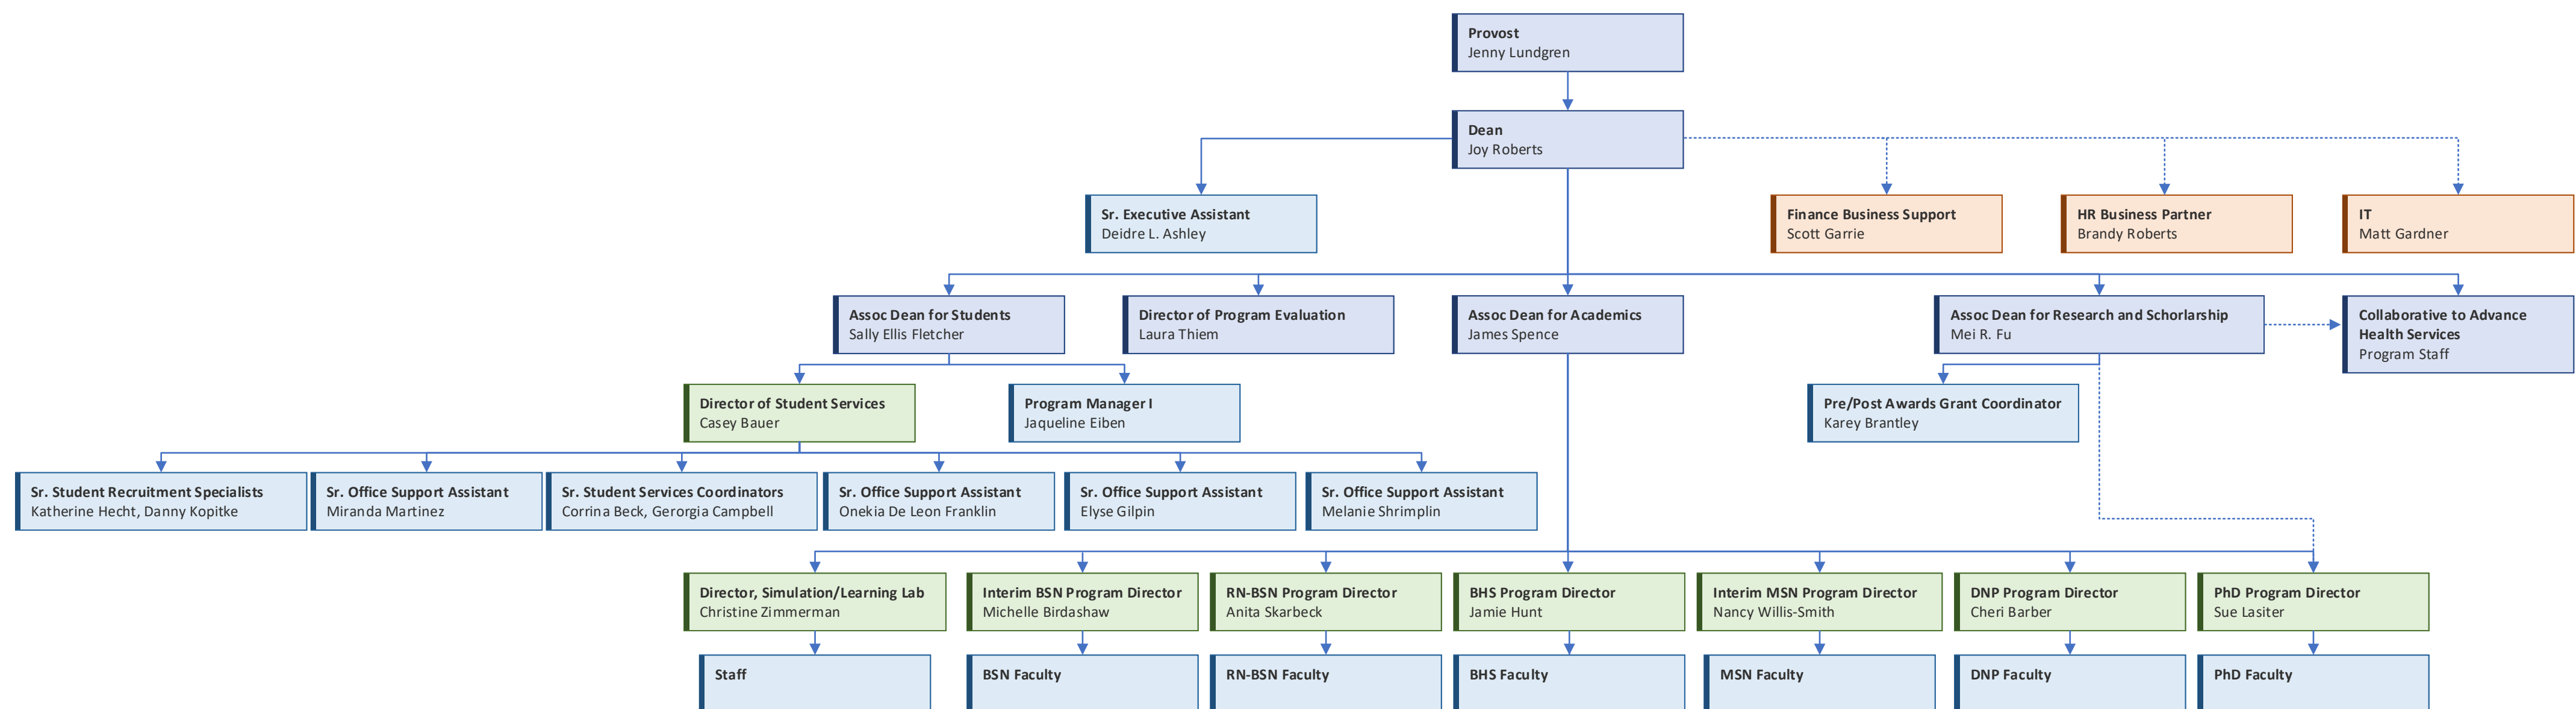 Provost
Jenny Lundgren
Dean
Joy Roberts
Sr. Executive Assistant
Deidre L. Ashley
Finance Business Support
Scott Garrie
HR Business Partner
Brandy Roberts
IT
Matt Gardner
Assoc Dean for Students
Sally Ellis Fletcher
Director of Program Evaluation
Laura Thiem
Assoc Dean for Academics
James Spence
Assoc Dean for Research and Schorlarship
Mei R. Fu
Collaborative to Advance
Health Services
Program Staff
Director of Student Services
Casey Bauer
Program Manager I
Jaqueline Eiben
Pre/Post Awards Grant Coordinator
Karey Brantley
Sr. Student Recruitment Specialists
Katherine Hecht, Danny Kopitke
Sr. Office Support Assistant
Miranda Martinez
Sr. Student Services Coordinators
Corrina Beck, Gerorgia Campbell
Sr. Office Support Assistant
Onekia De Leon Franklin
Sr. Office Support Assistant
Elyse Gilpin
Sr. Office Support Assistant
Melanie Shrimplin
Director, Simulation/Learning Lab
Christine Zimmerman
Interim BSN Program Director
Michelle Birdashaw
RN-BSN Program Director
Anita Skarbeck
BHS Program Director
Jamie Hunt
Interim MSN Program Director
Nancy Willis-Smith
DNP Program Director
Cheri Barber
PhD Program Director
Sue Lasiter
Staff
BSN Faculty
RN-BSN Faculty
BHS Faculty
MSN Faculty
DNP Faculty
PhD Faculty